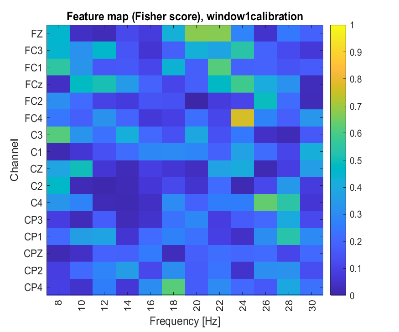 Feature map (Fisher score), window1calibration
Channel
FZ
FC3
FC1
FCz
FC2
FC4
C3
C1
CZ
C2
C4
CP3
CP1
CPZ
CP2
CP4
8 10 12 14 16 18 20 22 24 26 28 30
Frequency [Hz]
1
0.9
0.8
0.7
0.6
0.5
0.4
0.3
0.2
0.1
0